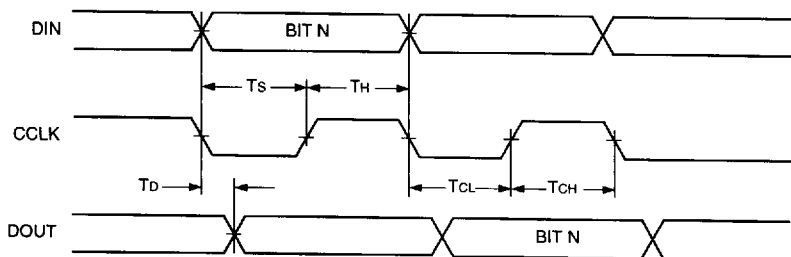 DIN
BIT N
TS
TH
CCLK
TD
TCL
TCH
DOUT
BIT N